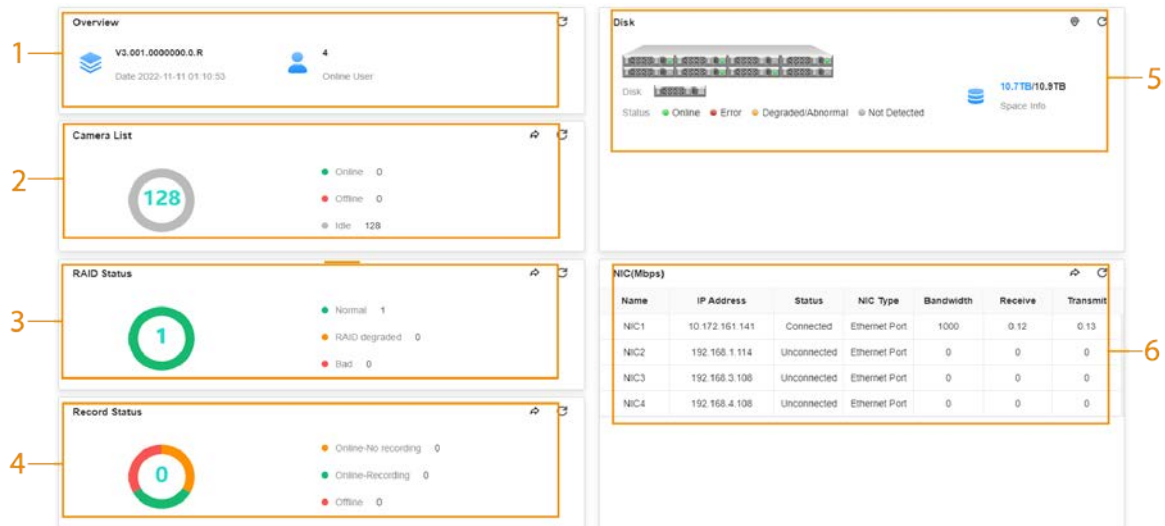 Overview
1
V3.001.0000000.0.R
Date 2022-11-11 01:10:53
4
Online User
Camera List
2
128
Online 0
Offline 0
Idle 128
RAID Status
3
1
Normal 1
RAID degraded 0
Bad 0
Record Status
4
0
Online-No recording 0
Online-Recording 0
Offline 0
Disk
5
Disk
10.7TB/10.9TB
Space Info
Status Online Error Degraded/Abnormal Not Detected
NIC(Mbps)
Name IP Address Status NIC Type Bandwidth Receive Transmit
NIC1 10.172.161.141 Connected Ethernet Port 1000 0.12 0.13
NIC2 192.168.1.114 Unconnected Ethernet Port 0 0 0
6
NIC3 192.168.3.108 Unconnected Ethernet Port 0 0 0
NIC4 192.168.4.108 Unconnected Ethernet Port 0 0 0